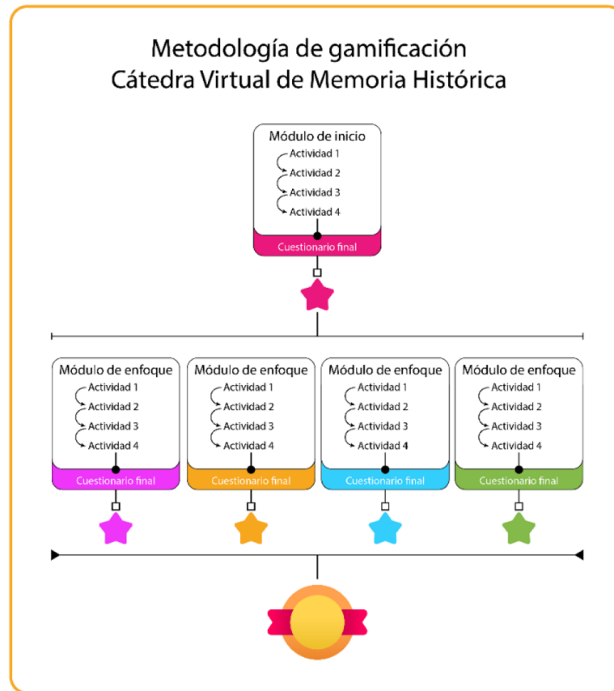 Metodología de gamificación
Cátedra Virtual de Memoria Histórica
Módulo de inicio
Actividad 1
Actividad 2
Actividad 3
Actividad 4
Cuestionario final
Módulo de enfoque
Actividad 1
Actividad 2
Actividad 3
Actividad 4
Cuestionario final
Módulo de enfoque
Actividad 1
Actividad 2
Actividad 3
Actividad 4
Cuestionario final
Módulo de enfoque
Actividad 1
Actividad 2
Actividad 3
Actividad 4
Cuestionario final
Módulo de enfoque
Actividad 1
Actividad 2
Actividad 3
Actividad 4
Cuestionario final